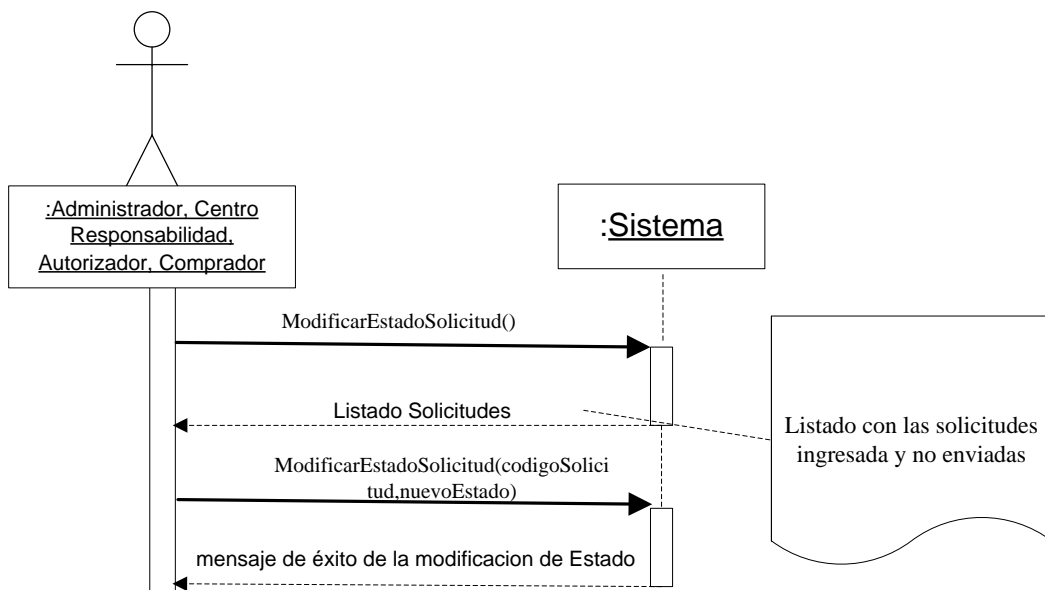 :Administrador, Centro
Responsabilidad,
Autorizador, Comprador
:Sistema
ModificarEstadoSolicitud()
Listado Solicitudes
Listado con las solicitudes
ingresada y no enviadas
ModificarEstadoSolicitud(codigoSolici
tud,nuevoEstado)
mensaje de éxito de la modificacion de Estado